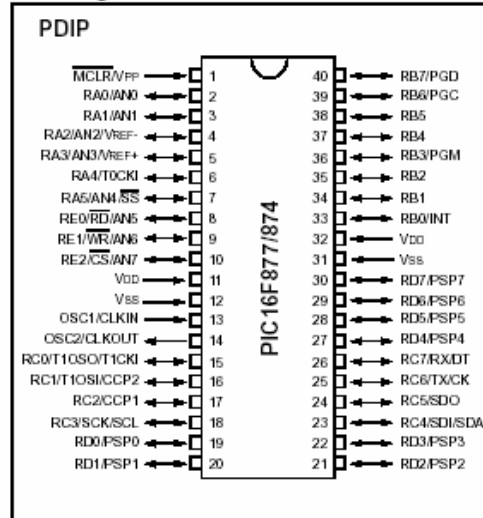 PDIP
MCLR/VPP 1 40 RB7/PGD
RA0/AN0 2 39 RB6/PGC
RA1/AN1 3 38 RB5
RA2/AN2/VREF- 4 37 RB4
RA3/AN3/VREF+ 5 36 RB3/PGM
RA4/T0CKI 6 35 RB2
RA5/AN4/SS 7 34 RB1
RE0/RD/AN5 8 33 RB0/INT
RE1/WR/AN6 9 32 VDD
RE2/CS/AN7 10 31 VSS
VDD 11 30 RD7/PSP7
VSS 12 29 RD6/PSP6
OSC1/CLKIN 13 28 RD5/PSP5
OSC2/CLKOUT 14 27 RD4/PSP4
RC0/T1OSO/T1CKI 15 26 RC7/RX/DT
RC1/T1OSI/CCP2 16 25 RC6/TX/CK
RC2/CCP1 17 24 RC5/SDO
RC3/SCK/SCL 18 23 RC4/SDI/SDA
RD0/PSP0 19 22 RD3/PSP3
RD1/PSP1 20 21 RD2/PSP2
PIC16F877/874